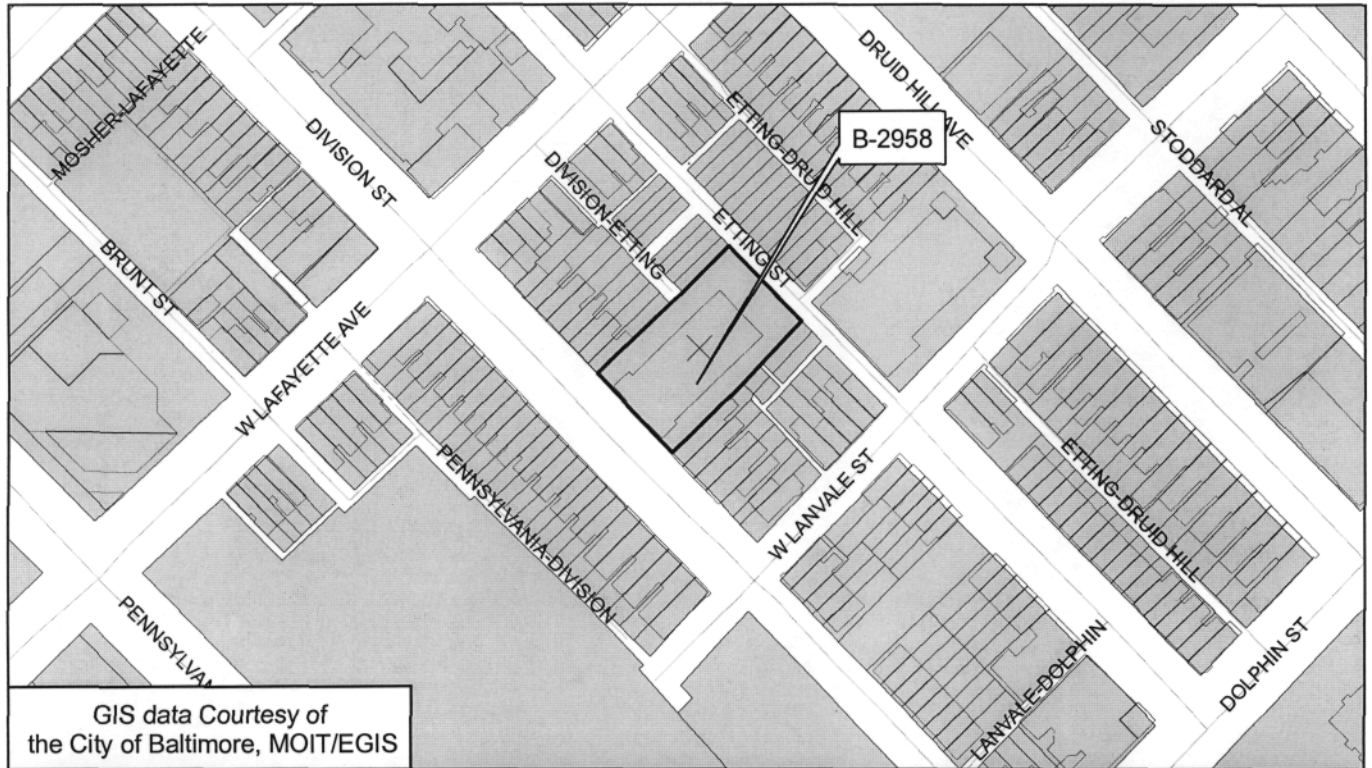 MOSHER-LAFAYETTE
DIVISION ST
DRUID HILL AVE
ETTING-DRUID HILL
B-2958
STODDARD AL
DIVISION-ETTING
ETTING ST
BRUNT ST
W LAFAYETTE AVE
PENNSYLVANIA-DIVISION
W LANVALE ST
ETTING-DRUID HILL
PENNSYLVAN
LANVALE-DOLPHIN
DOLPHIN ST
GIS data Courtesy of
the City of Baltimore, MOIT/EGIS